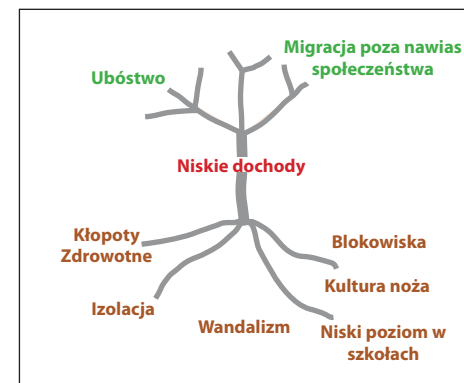 Migracja poza nawias
społeczeństwa
Ubóstwo
Niskie dochody
Kłopoty
Zdrowotne
Blokowiska
Kultura noża
Izolacja
Wandalizm
Niski poziom w
szkołach